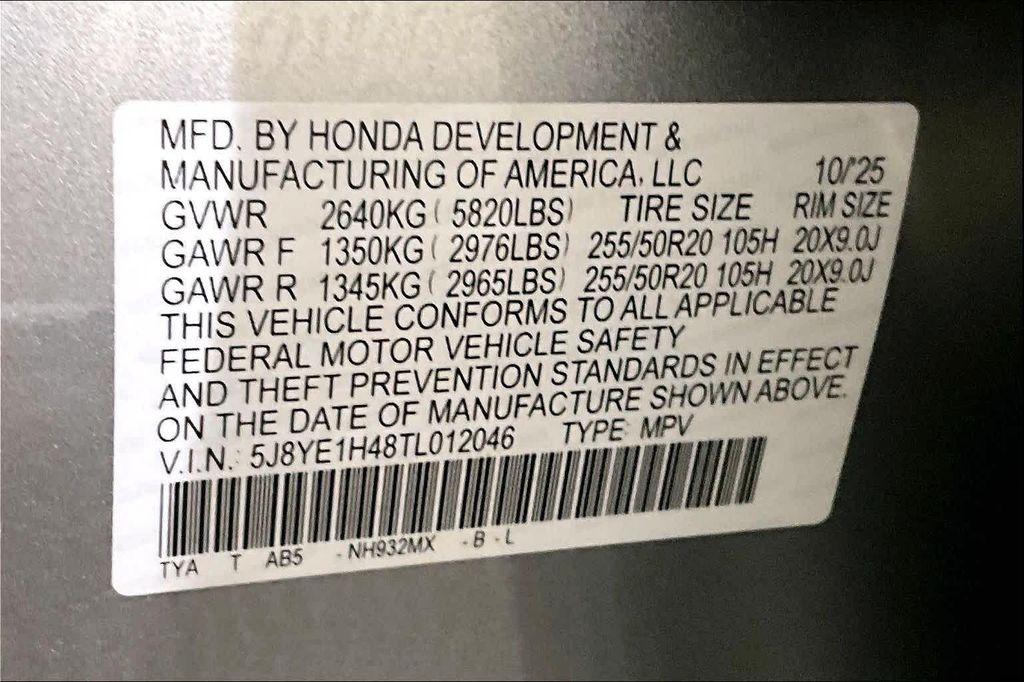 MFD. BY HONDA DEVELOPMENT &
MANUFACTURING OF AMERICA, LLC 10/'25
GVWR 2640KG ( 5820LBS) TIRE SIZE RIM SIZE
GAWR F 1350KG ( 2976LBS) 255/50R20 105H 20X9.0J
GAWR R 1345KG ( 2965LBS) 255/50R20 105H 20X9.0J
THIS VEHICLE CONFORMS TO ALL APPLICABLE
FEDERAL MOTOR VEHICLE SAFETY
AND THEFT PREVENTION STANDARDS IN EFFECT
ON THE DATE OF MANUFACTURE SHOWN ABOVE.
V.I.N.: 5J8YE1H48TL012046 TYPE: MPV
TYA T AB5 -NH932MX -B-L